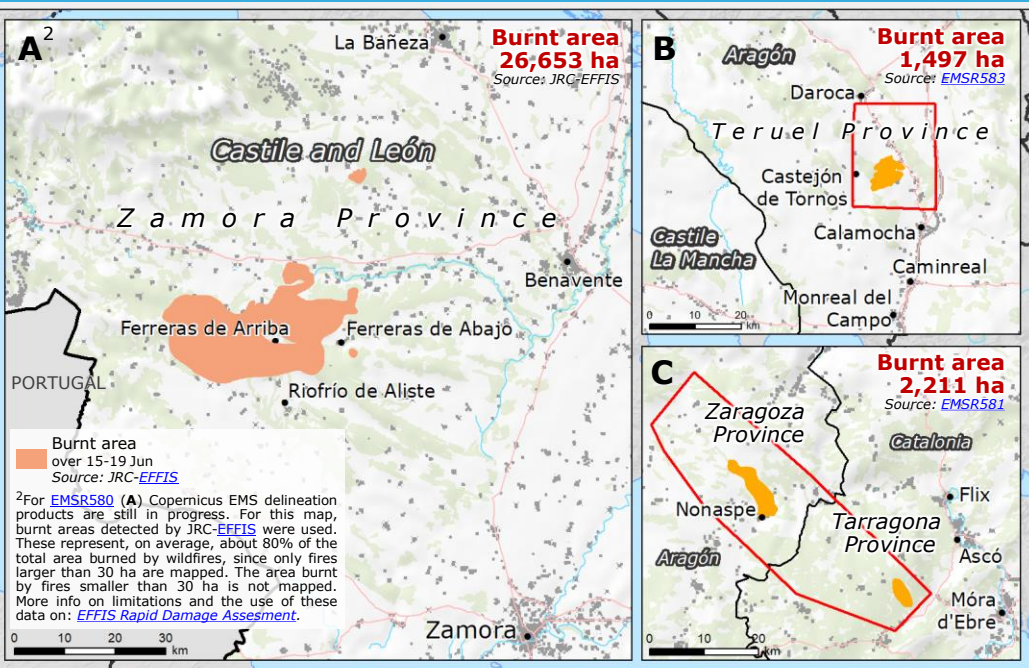 A2
Burnt area
26,653 ha
Source: JRC-EFFIS
La Bãneza
Castile and León
Zamora Province
Benavente
Ferreras de Arriba
Ferreras de Abajo
PORTUGAL
Riofrío de Aliste
Burnt area
over 15-19 Jun
Source: JRC-EFFIS
2For EMSR580 (A) Copernicus EMS delineation
products are still in progress. For this map,
burnt areas detected by JRC-EFFIS were used.
These represent, on average, about 80% of the
total area burned by wildfires, since only fires
larger than 30 ha are mapped. The area burnt
by fires smaller than 30 ha is not mapped.
More info on limitations and the use of these
data on: EFFIS Rapid Damage Assesment.
Zamora
0 10 20 30
km
B
Burnt area
1,497 ha
Source: EMSR583
Aragón
Daroca
Teruel Province
Castejón
de Tornos
Calamocha
Castile
La Mancha
Caminreal
Monreal del
Campo
0 10 20
km
C
Burnt area
2,211 ha
Source: EMSR581
Zaragoza
Province
Catalonia
Flix
Nonaspe
Tarragona
Province
Ascó
Aragón
Móra
d'Ebre
0 10 20
km